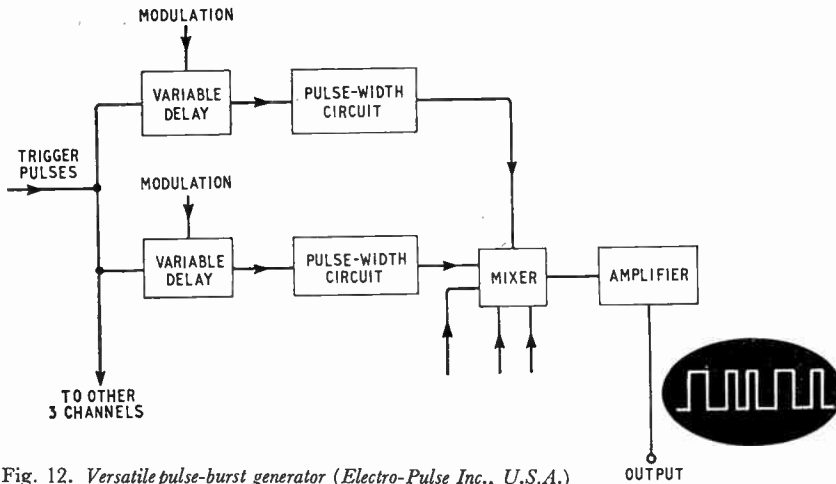 MODULATION
VARIABLE
DELAY
PULSE-WIDTH
CIRCUIT
TRIGGER
PULSES
MODULATION
VARIABLE
DELAY
PULSE-WIDTH
CIRCUIT
MIXER
AMPLIFIER
TO OTHER
3 CHANNELS
OUTPUT
Fig. 12. Versatile pulse-burst generator (Electro-Pulse Inc., U.S.A.)